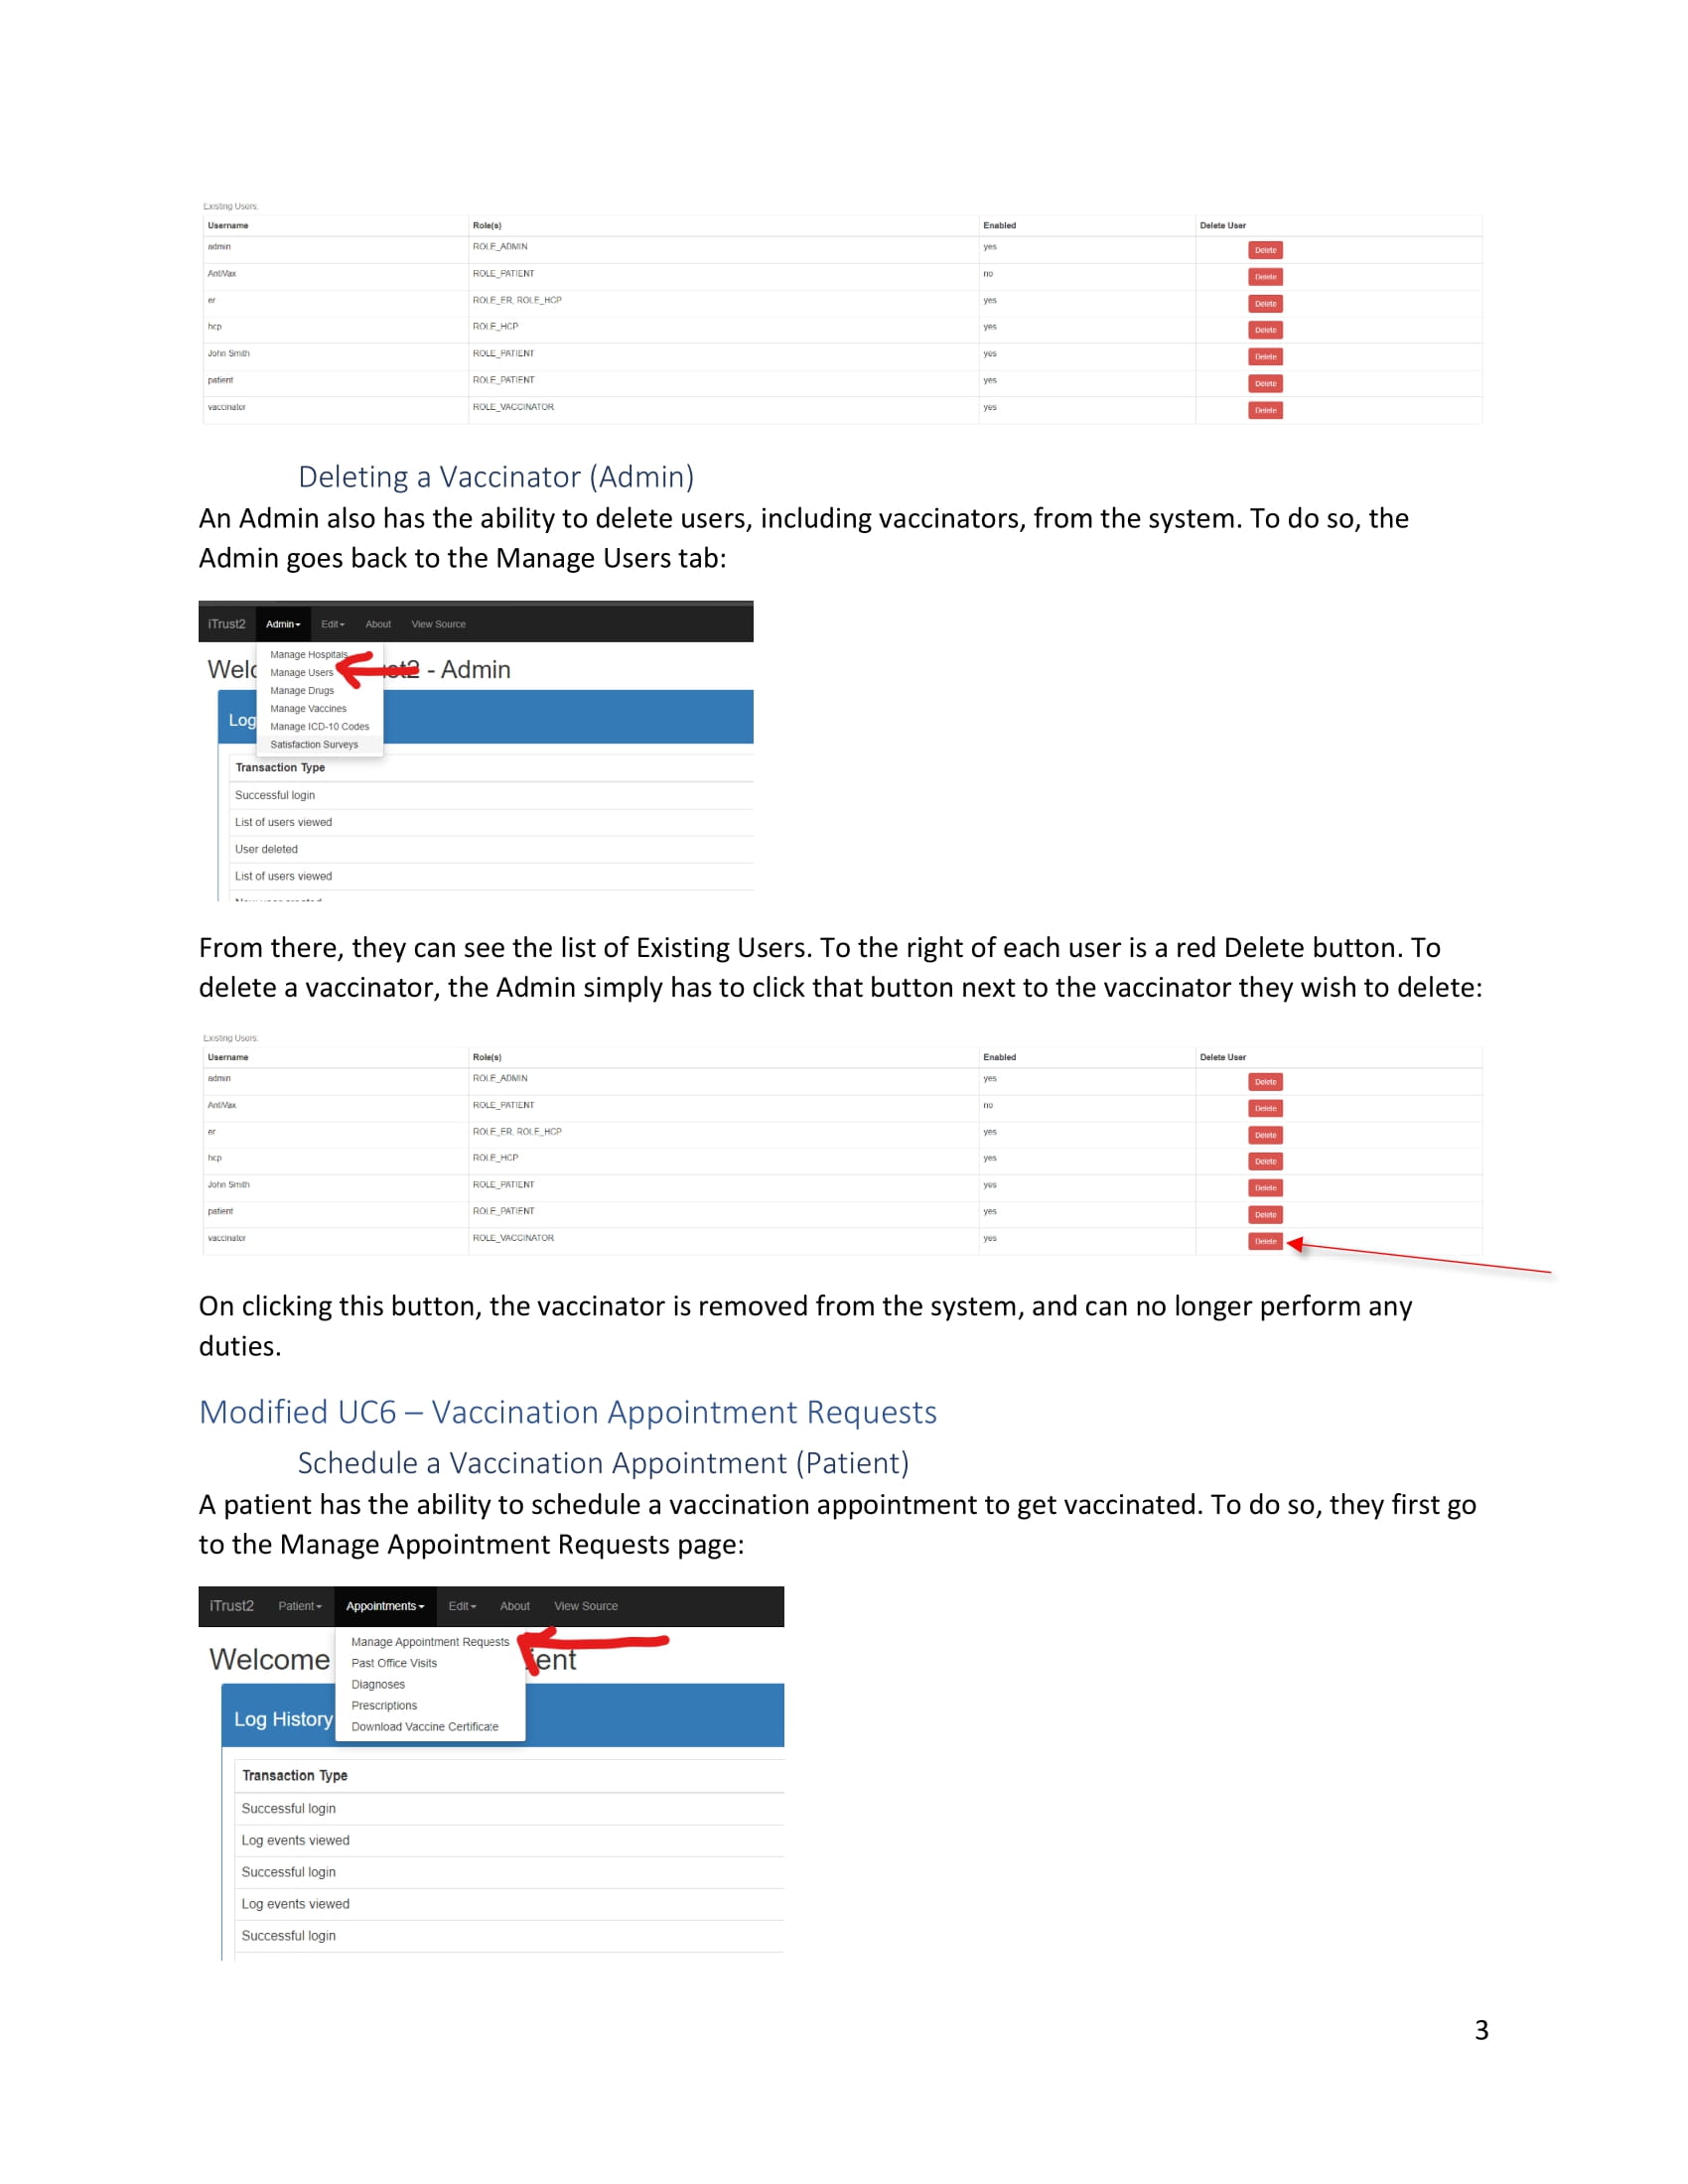 Existing Users:
Username Role(s) Enabled Delete User
admin ROLE_ADMIN yes Delete
AntiVax ROLE_PATIENT no Delete
er ROLE_ER, ROLE_HCP yes Delete
hcp ROLE_HCP yes Delete
John Smith ROLE_PATIENT yes Delete
patient ROLE_PATIENT yes Delete
vaccinator ROLE_VACCINATOR yes Delete
Deleting a Vaccinator (Admin)
An Admin also has the ability to delete users, including vaccinators, from the system. To do so, the
Admin goes back to the Manage Users tab:
iTrust2 Admin Edit About View Source
Manage Hospitals
Manage Users
- Admin
Manage Drugs
Manage Vaccines
Log
Manage ICD-10 Codes
Satisfaction Surveys
Transaction Type
Successful login
List of users viewed
User deleted
List of users viewed
From there, they can see the list of Existing Users. To the right of each user is a red Delete button. To
delete a vaccinator, the Admin simply has to click that button next to the vaccinator they wish to delete:
Existing Users:
Username Role(s) Enabled Delete User
admin ROLE_ADMIN yes Delete
AntiVax ROLE_PATIENT no Delete
er ROLE_ER, ROLE_HCP yes Delete
hcp ROLE_HCP yes Delete
John Smith ROLE_PATIENT yes Delete
patient ROLE_PATIENT yes Delete
vaccinator ROLE_VACCINATOR yes Delete
On clicking this button, the vaccinator is removed from the system, and can no longer perform any
duties.
Modified UC6 – Vaccination Appointment Requests
Schedule a Vaccination Appointment (Patient)
A patient has the ability to schedule a vaccination appointment to get vaccinated. To do so, they first go
to the Manage Appointment Requests page:
iTrust2 Patient Appointments Edit About View Source
Manage Appointment Requests
Welcome
Past Office Visits
Diagnoses
Prescriptions
Log History
Download Vaccine Certificate
Transaction Type
Successful login
Log events viewed
Successful login
Log events viewed
Successful login
3